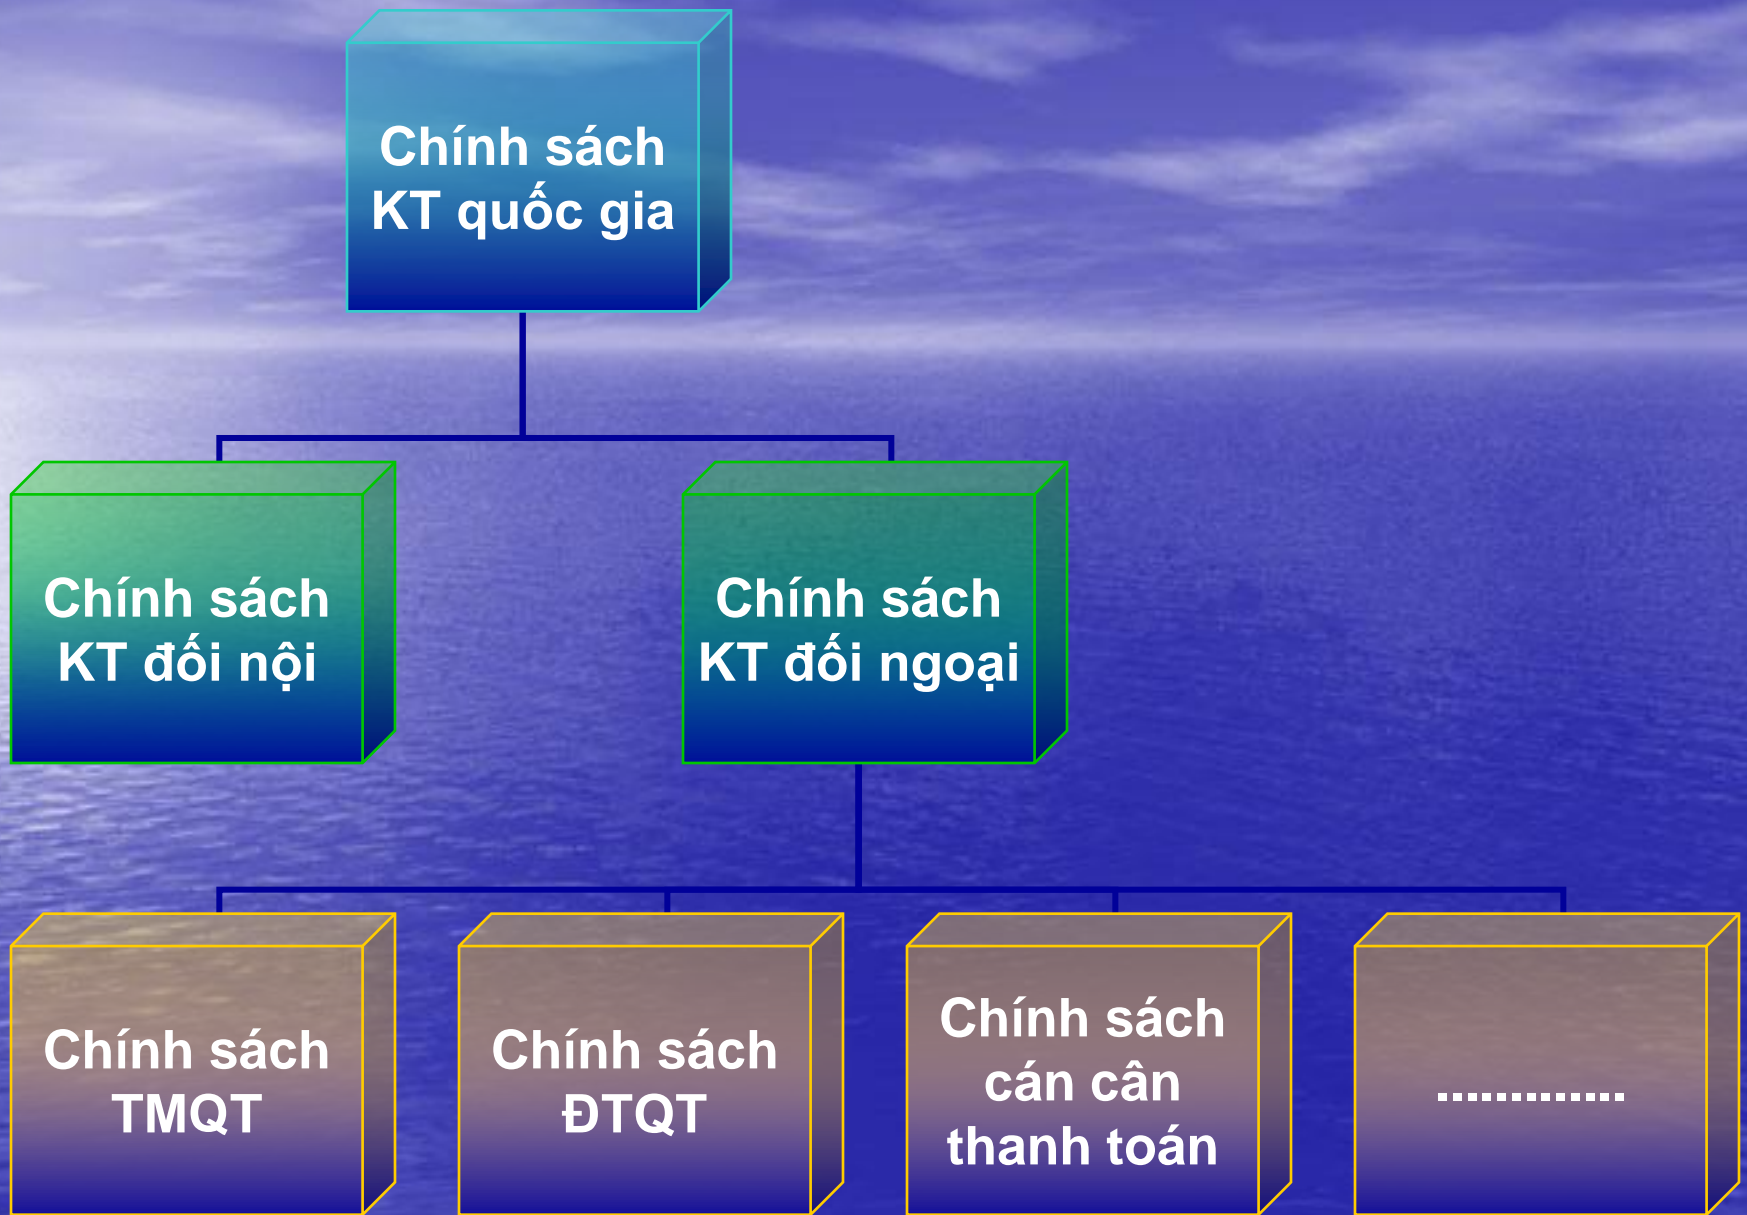 Chính sách
KT quốc gia
Chính sách
KT đối nội
Chính sách
KT đối ngoại
Chính sách
TMQT
Chính sách
ĐTQT
Chính sách
cán cân
thanh toán
.............